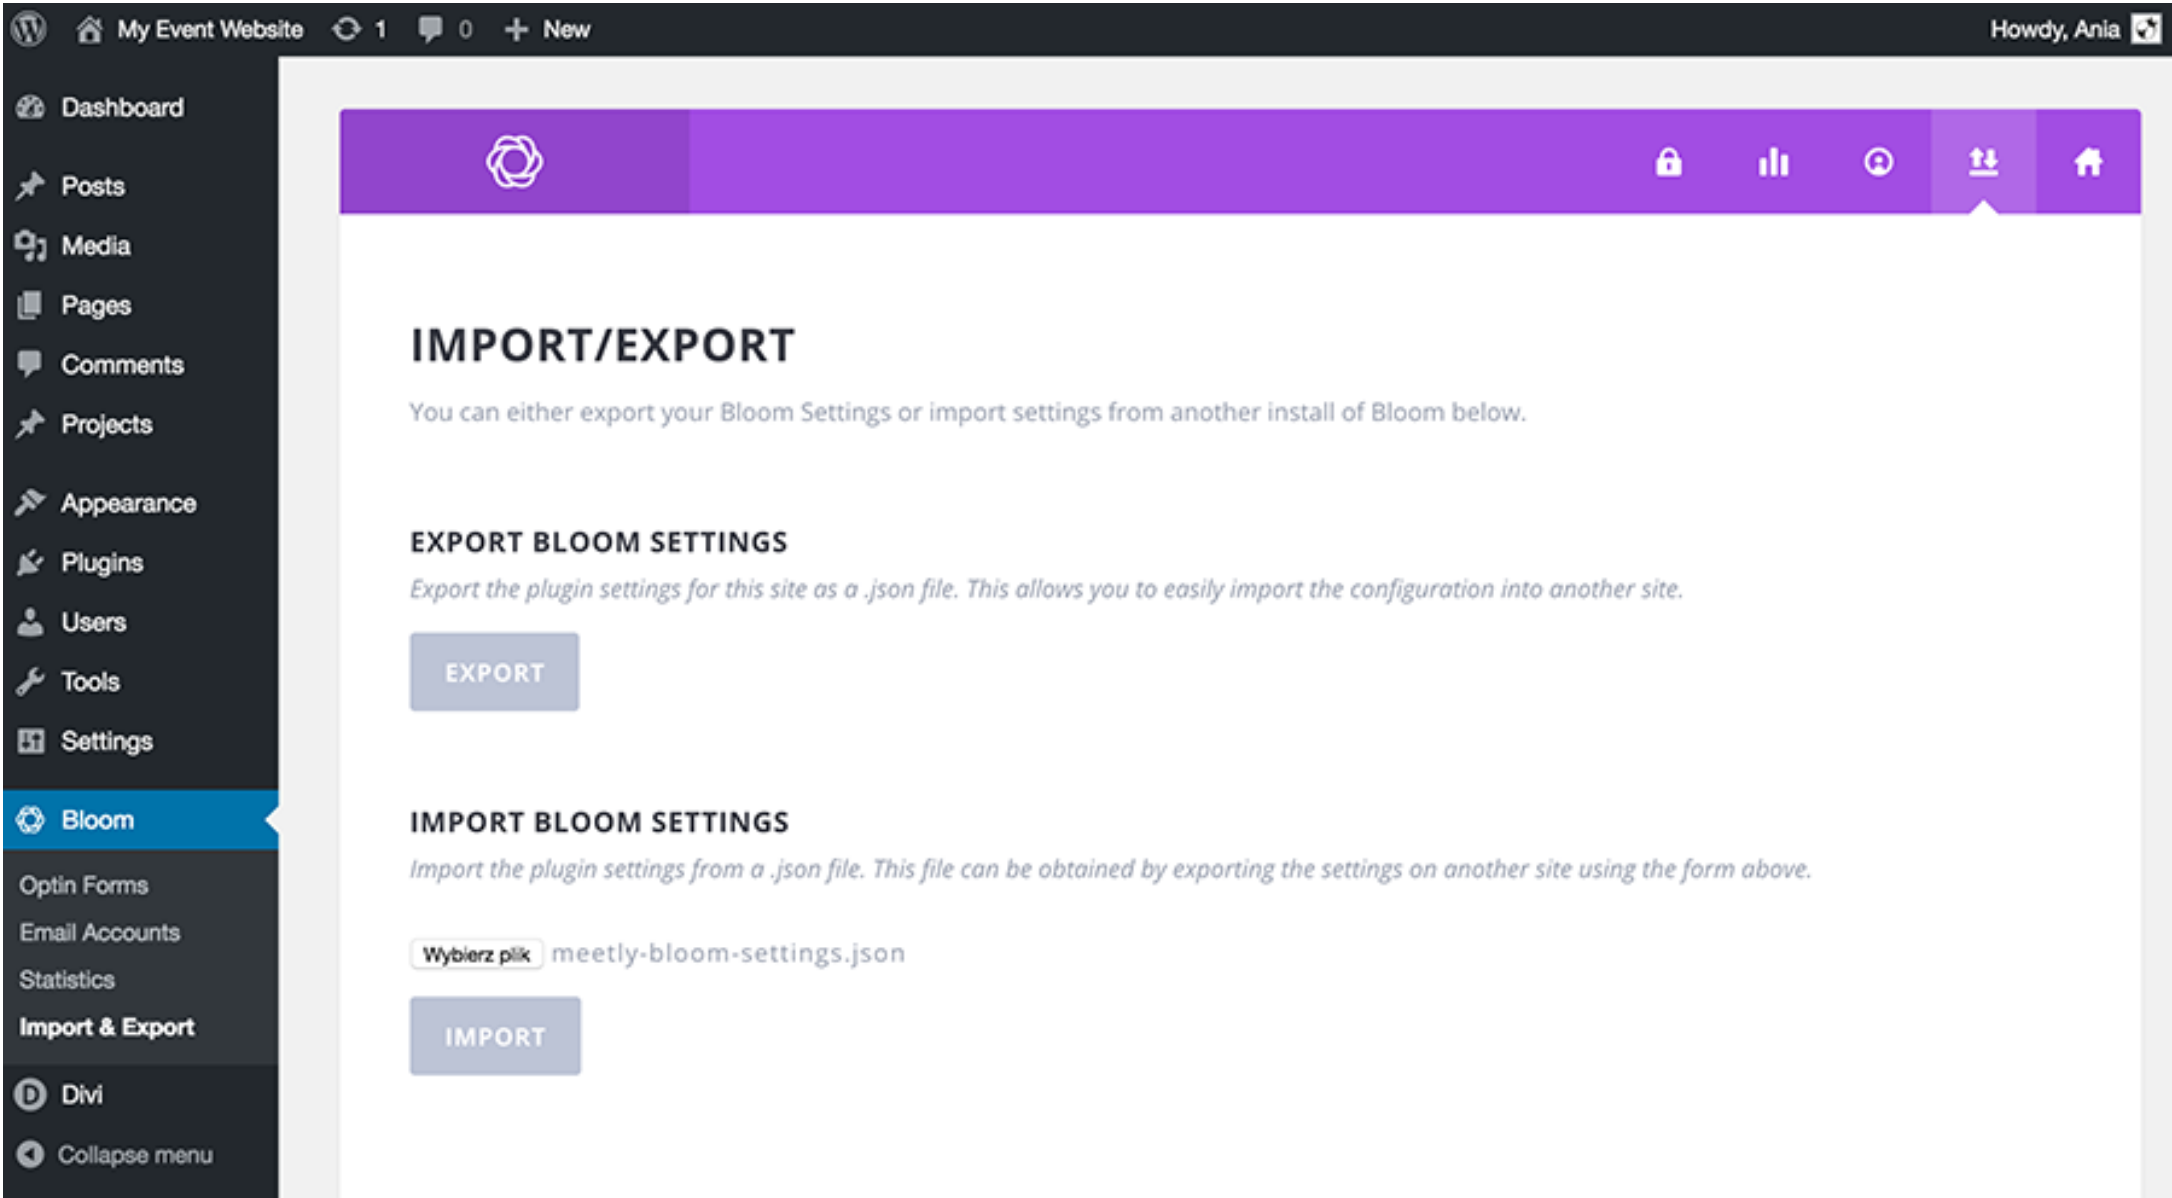 My Event Website 1 0 New Howdy, Ania
Dashboard
Posts
Media
Pages
Comments
Projects
Appearance
Plugins
Users
Tools
Settings
Bloom
Optin Forms
Email Accounts
Statistics
Import & Export
Divi
Collapse menu
IMPORT/EXPORT
You can either export your Bloom Settings or import settings from another install of Bloom below.
EXPORT BLOOM SETTINGS
Export the plugin settings for this site as a .json file. This allows you to easily import the configuration into another site.
EXPORT
IMPORT BLOOM SETTINGS
Import the plugin settings from a .json file. This file can be obtained by exporting the settings on another site using the form above.
Wybierz plik meetly-bloom-settings.json
IMPORT